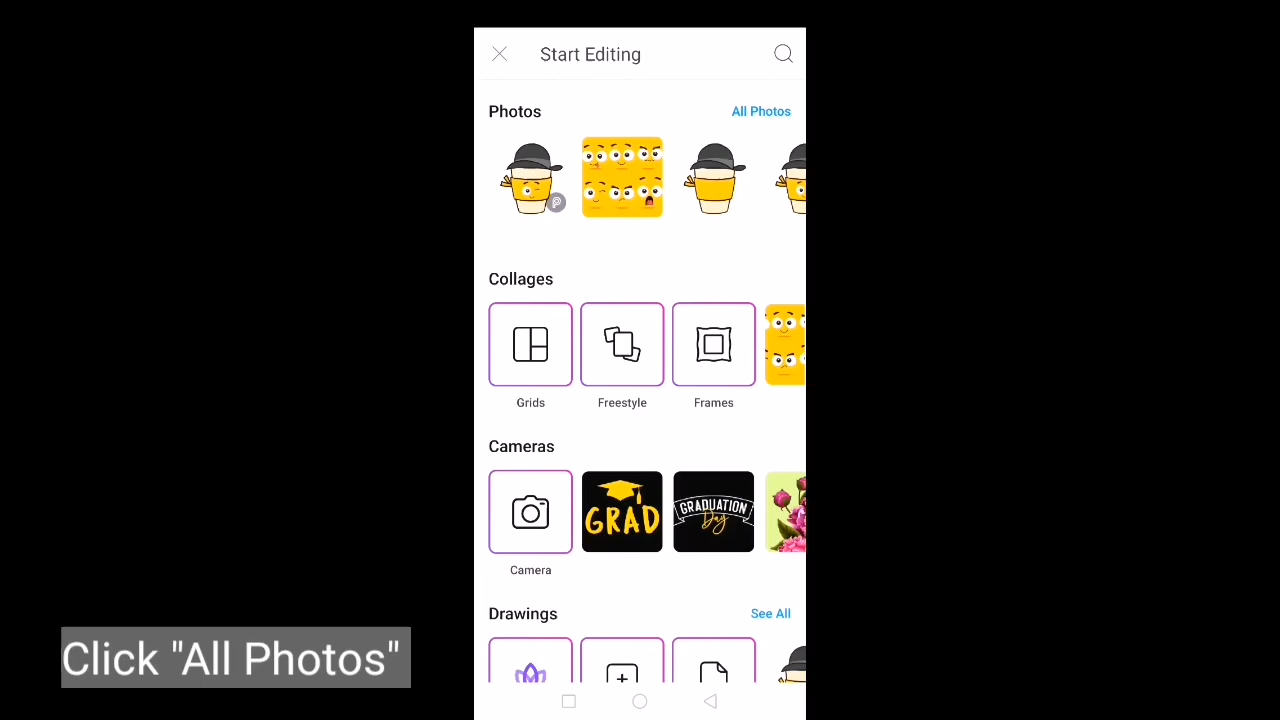 Start Editing
Photos
All Photos
Collages
Grids
Freestyle
Frames
Cameras
GRAD
GRADUATION
Day
Camera
Drawings
See All
Click "All Photos"